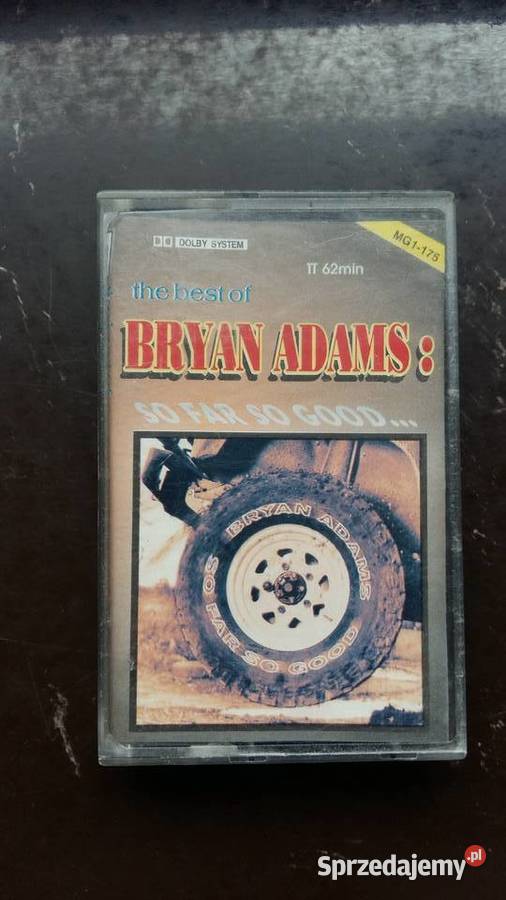 DOLBY SYSTEM
MG1-175
TT 62min
the best of
BRYAN ADAMS:
SO FAR SO GOOD...
BRYAN ADAMS
SO FAR SO GOOD
Sprzedajemy.pl